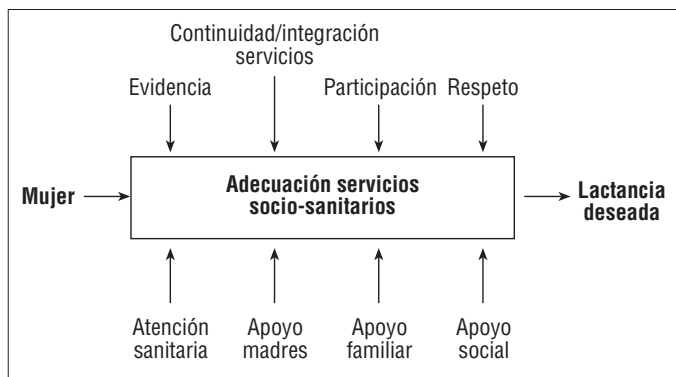 Continuidad/integración
servicios
Evidencia
Participación
Respeto
Mujer
Adecuación servicios
socio-sanitarios
Lactancia
deseada
Atención
sanitaria
Apoyo
madres
Apoyo
familiar
Apoyo
social